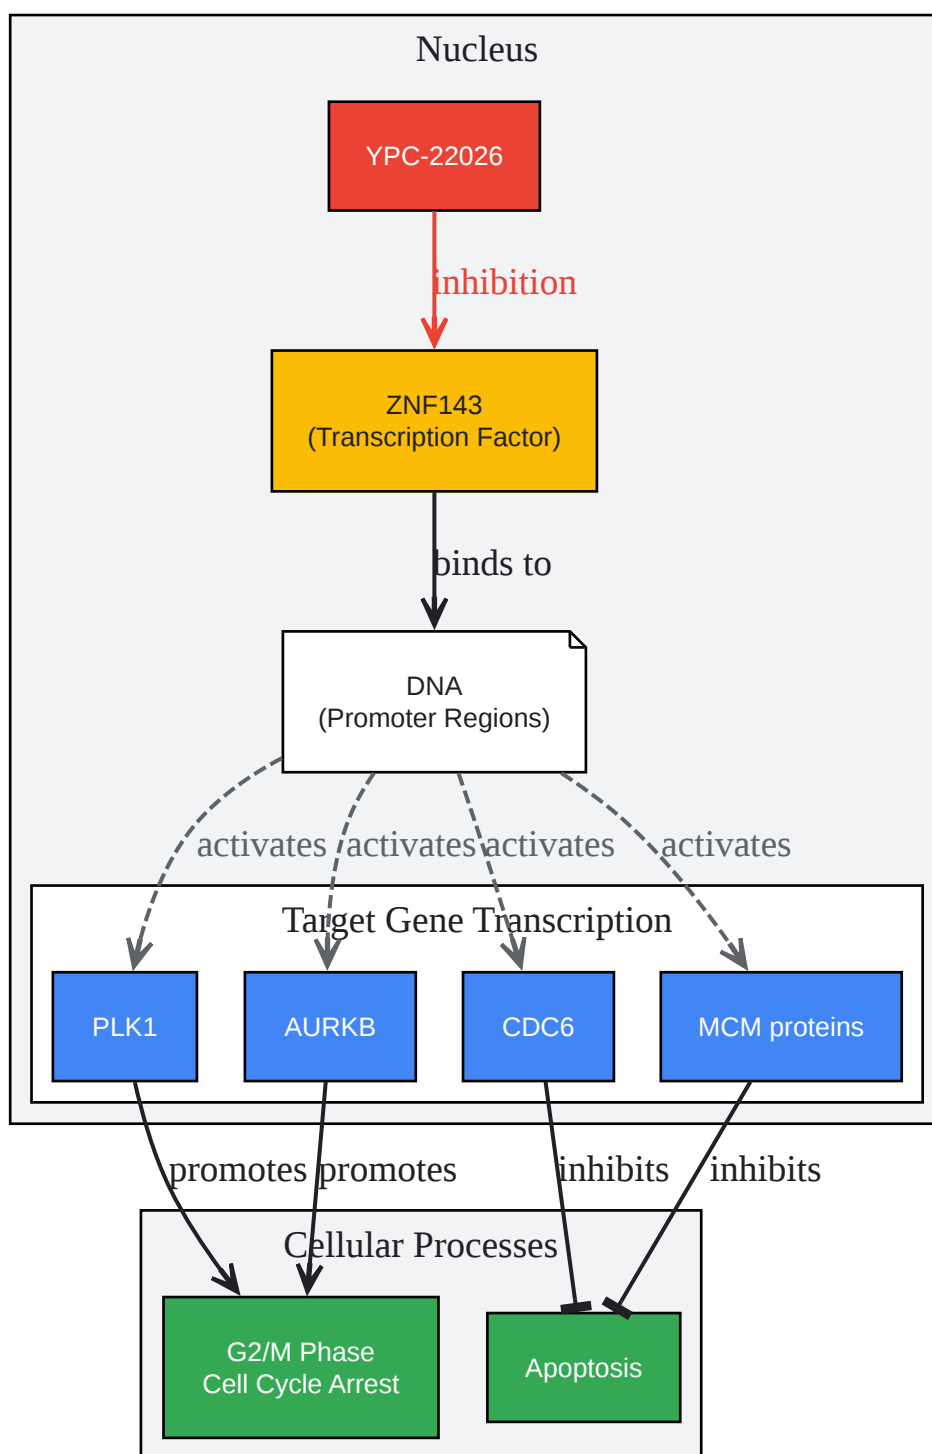 Nucleus
YPC-22026
inhibition
ZNF143
(Transcription Factor)
binds to
DNA
(Promoter Regions)
activates
activates
activates
activates
Target Gene Transcription
PLK1
AURKB
CDC6
MCM proteins
promotes
promotes
inhibits
inhibits
Cellular Processes
G2/M Phase
Cell Cycle Arrest
Apoptosis